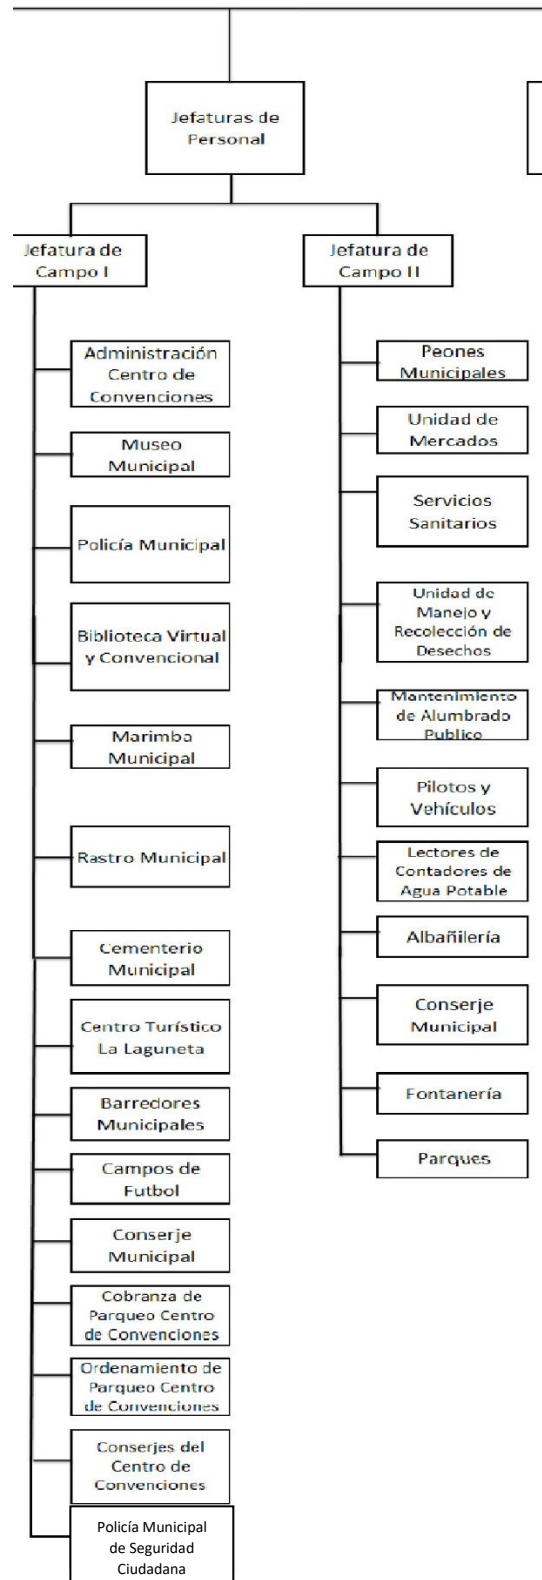 Jefaturas de
Personal
Jefatura de
Campo I
Jefatura de
Campo II
Administración
Centro de
Convenciones
Museo
Municipal
Policía Municipal
Biblioteca Virtual
y Convencional
Marimba
Municipal
Rastro Municipal
Cementerio
Municipal
Centro Turístico
La Laguneta
Barredores
Municipales
Campos de
Futbol
Conserje
Municipal
Cobranza de
Parqueo Centro
de Convenciones
Ordenamiento de
Parqueo Centro
de Convenciones
Conserjes del
Centro de
Convenciones
Policía Municipal
de Seguridad
Ciudadana
Peones
Municipales
Unidad de
Mercados
Servicios
Sanitarios
Unidad de
Manejo y
Recolección de
Desechos
Mantenimiento
de Alumbrado
Publico
Pilotos y
Vehículos
Lectores de
Contadores de
Agua Potable
Albañilería
Conserje
Municipal
Fontanería
Parques